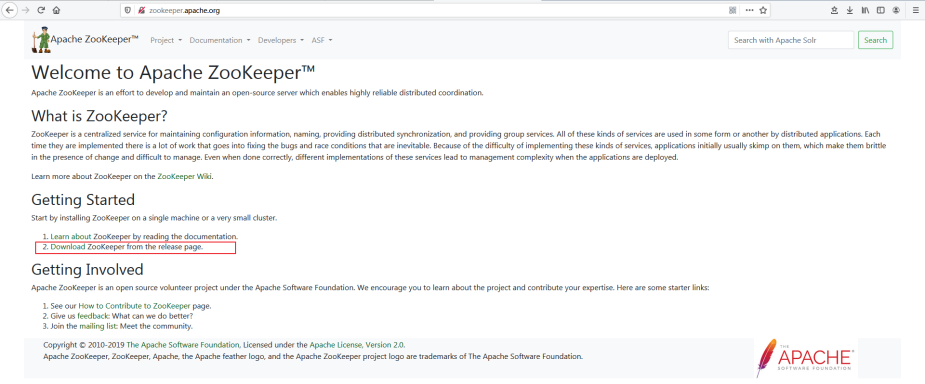 zookeeper.apache.org
Apache ZooKeeper™ Project Documentation Developers ASF Search with Apache Solr Search
Welcome to Apache ZooKeeper™
Apache ZooKeeper is an effort to develop and maintain an open-source server which enables highly reliable distributed coordination.
What is ZooKeeper?
ZooKeeper is a centralized service for maintaining configuration information, naming, providing distributed synchronization, and providing group services. All of these kinds of services are used in some form or another by distributed applications. Each
time they are implemented there is a lot of work that goes into fixing the bugs and race conditions that are inevitable. Because of the difficulty of implementing these kinds of services, applications initially usually skimp on them, which make them brittle
in the presence of change and difficult to manage. Even when done correctly, different implementations of these services lead to management complexity when the applications are deployed.
Learn more about ZooKeeper on the ZooKeeper Wiki.
Getting Started
Start by installing ZooKeeper on a single machine or a very small cluster.
1. Learn about ZooKeeper by reading the documentation.
2. Download ZooKeeper from the release page.
Getting Involved
Apache ZooKeeper is an open source volunteer project under the Apache Software Foundation. We encourage you to learn about the project and contribute your expertise. Here are some starter links:
1. See our How to Contribute to ZooKeeper page.
2. Give us feedback: What can we do better?
3. Join the mailing list: Meet the community.
Copyright © 2010-2019 The Apache Software Foundation, Licensed under the Apache License, Version 2.0.
Apache ZooKeeper, ZooKeeper, Apache, the Apache feather logo, and the Apache ZooKeeper project logo are trademarks of The Apache Software Foundation.
THE
APACHE
SOFTWARE FOUNDATION